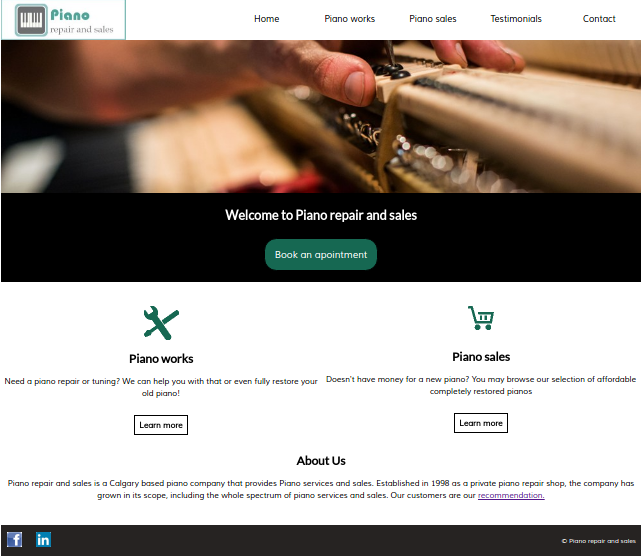 Piano
repair and sales
Home
Piano works
Piano sales
Testimonials
Contact
Welcome to Piano repair and sales
Book an apointment
Piano works
Need a piano repair or tuning? We can help you with that or even fully restore your
old piano!
Learn more
Piano sales
Doesn't have money for a new piano? You may browse our selection of affordable
completely restored pianos
Learn more
About Us
Piano repair and sales is a Calgary based piano company that provides Piano services and sales. Established in 1998 as a private piano repair shop, the company has
grown in its scope, including the whole spectrum of piano services and sales. Our customers are our recommendation.
f
in
© Piano repair and sales